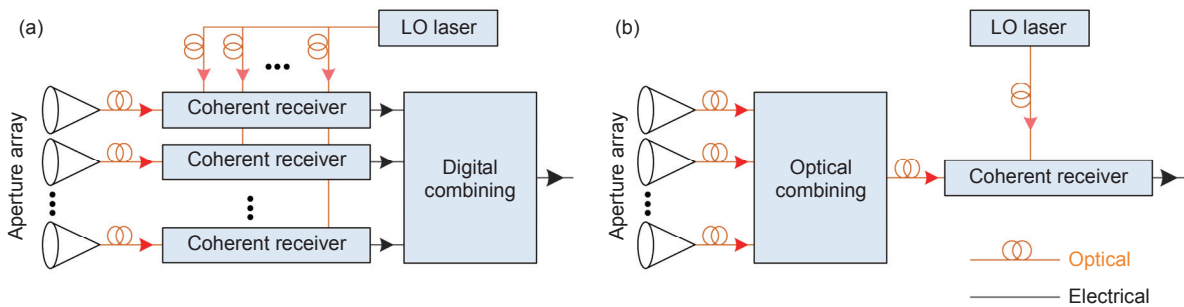 (a)
LO laser
Aperture array
Coherent receiver
Coherent receiver
Coherent receiver
Digital
combining
(b)
LO laser
Aperture array
Optical
combining
Coherent receiver
Optical
Electrical